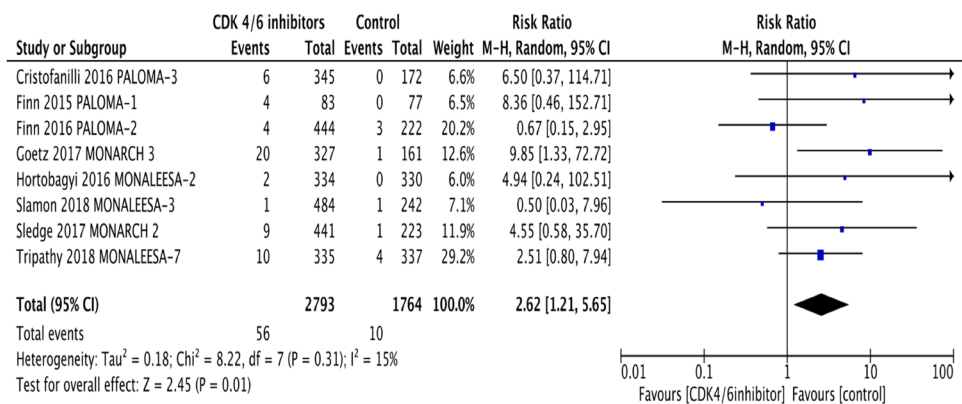 CDK 4/6 inhibitors Control Risk Ratio Risk Ratio
Study or Subgroup Events Total Events Total Weight M-H, Random, 95% CI M-H, Random, 95% CI
Cristofanilli 2016 PALOMA-3 6 345 0 172 6.6% 6.50 [0.37, 114.71]
Finn 2015 PALOMA-1 4 83 0 77 6.5% 8.36 [0.46, 152.71]
Finn 2016 PALOMA-2 4 444 3 222 20.2% 0.67 [0.15, 2.95]
Goetz 2017 MONARCH 3 20 327 1 161 12.6% 9.85 [1.33, 72.72]
Hortobagyi 2016 MONALEESA-2 2 334 0 330 6.0% 4.94 [0.24, 102.51]
Slamon 2018 MONALEESA-3 1 484 1 242 7.1% 0.50 [0.03, 7.96]
Sledge 2017 MONARCH 2 9 441 1 223 11.9% 4.55 [0.58, 35.70]
Tripathy 2018 MONALEESA-7 10 335 4 337 29.2% 2.51 [0.80, 7.94]
Total (95% CI) 2793 1764 100.0% 2.62 [1.21, 5.65]
Total events 56 10
Heterogeneity: Tau² = 0.18; Chi² = 8.22, df = 7 (P = 0.31); I² = 15%
Test for overall effect: Z = 2.45 (P = 0.01)
0.01 0.1 1 10 100
Favours [CDK4/6inhibitor] Favours [control]